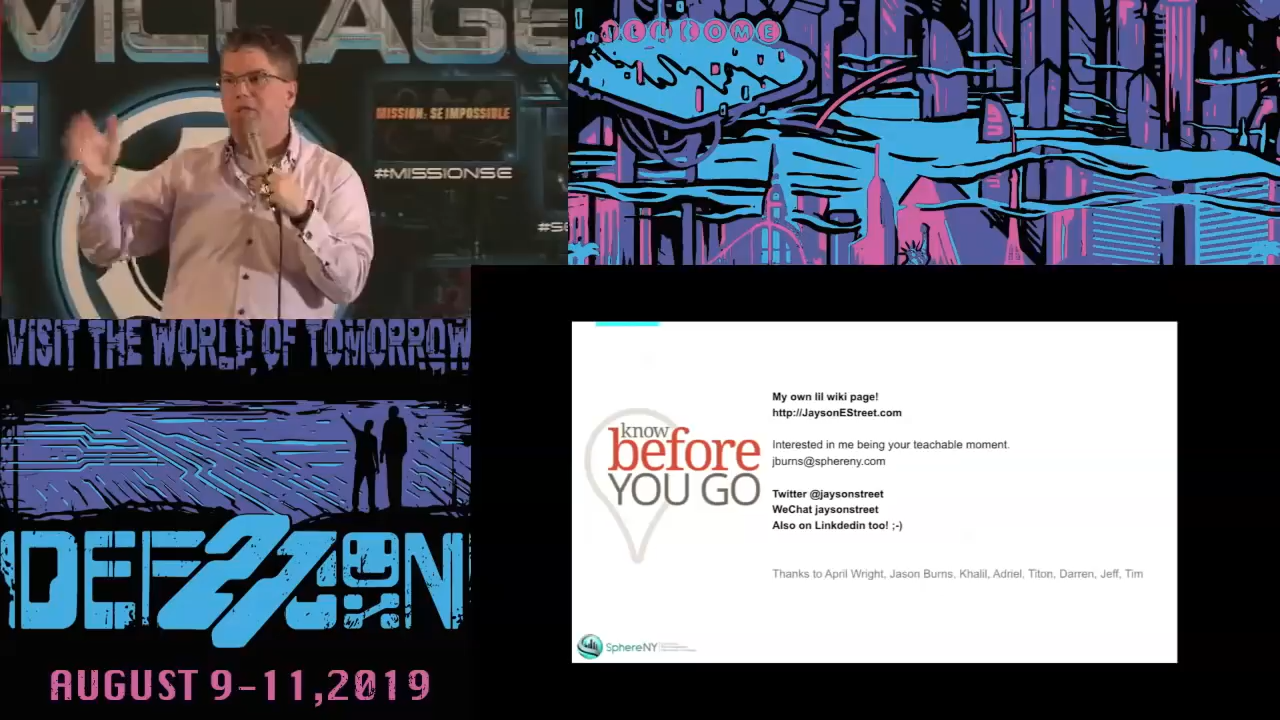 VILLAGE
MISSION: SE IMPOSSIBLE
#MISSIONSE
WELCOME
VISIT THE WORLD OF TOMORROW
DEF 27 CON
AUGUST 9-11,2019
know
before
YOU GO
My own lil wiki page!
http://JaysonEStreet.com
Interested in me being your teachable moment.
jburns@sphereny.com
Twitter @jaysonstreet
WeChat jaysonstreet
Also on Linkdedin too! ;-)
Thanks to April Wright, Jason Burns, Khalil, Adriel, Titon, Darren, Jeff, Tim
SphereNY